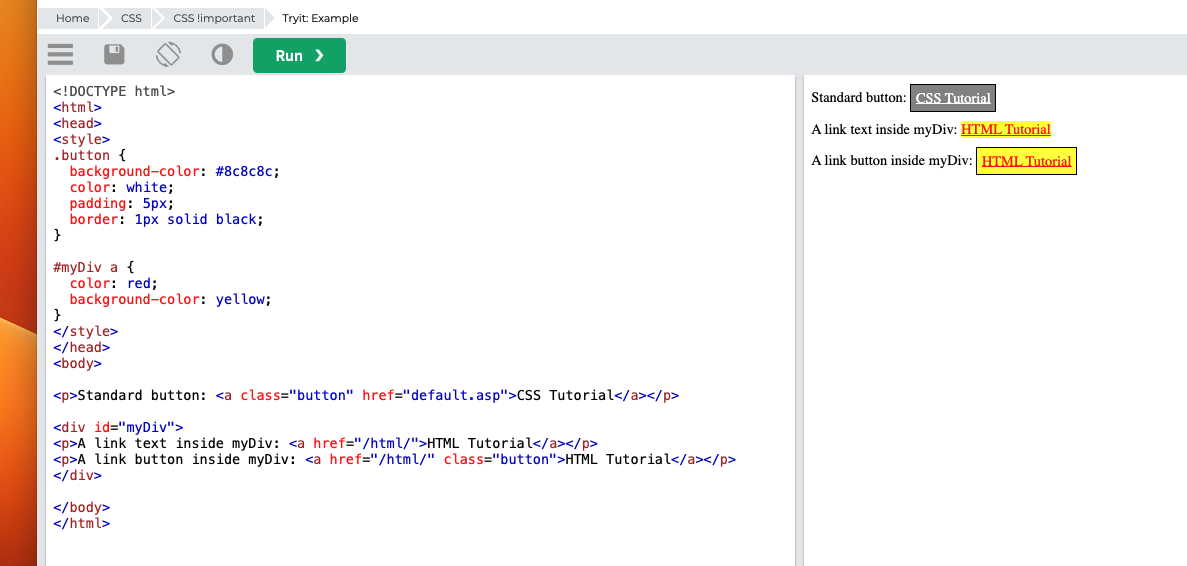 Home CSS CSS !important Tryit: Example
Run ❯
<!DOCTYPE html>
<html>
<head>
<style>
.button {
  background-color: #8c8c8c;
  color: white;
  padding: 5px;
  border: 1px solid black;
}

#myDiv a {
  color: red;
  background-color: yellow;
}
</style>
</head>
<body>

<p>Standard button: <a class="button" href="default.asp">CSS Tutorial</a></p>

<div id="myDiv">
<p>A link text inside myDiv: <a href="/html/">HTML Tutorial</a></p>
<p>A link button inside myDiv: <a href="/html/" class="button">HTML Tutorial</a></p>
</div>

</body>
</html>
Standard button: CSS Tutorial
A link text inside myDiv: HTML Tutorial
A link button inside myDiv: HTML Tutorial